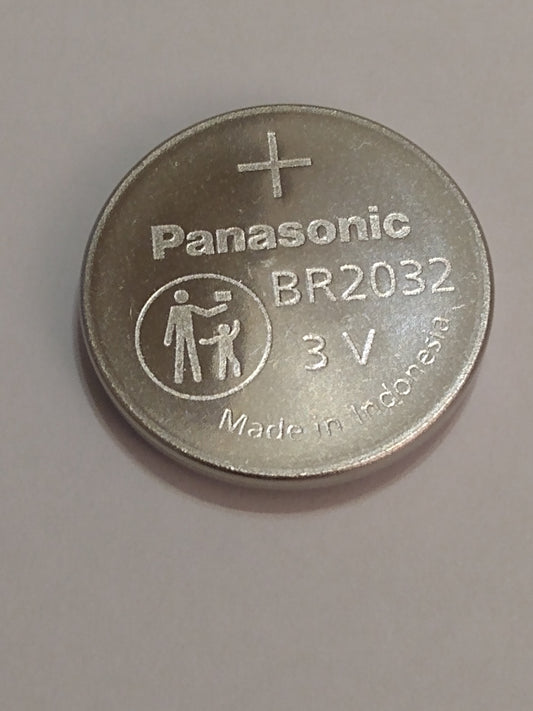 +
Panasonic
BR2032
3 V
Made in Indonesia